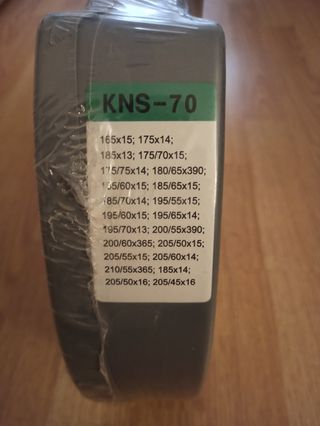 KNS-70
165x15; 175x14;
185x13; 175/70x15;
175/75x14; 180/65x390;
185/60x15; 185/65x15;
185/70x14; 195/55x15;
195/60x15; 195/65x14;
195/70x13; 200/55x390;
200/60x365; 205/50x15;
205/55x15; 205/60x14;
210/55x365; 185x14;
205/50x16; 205/45x16